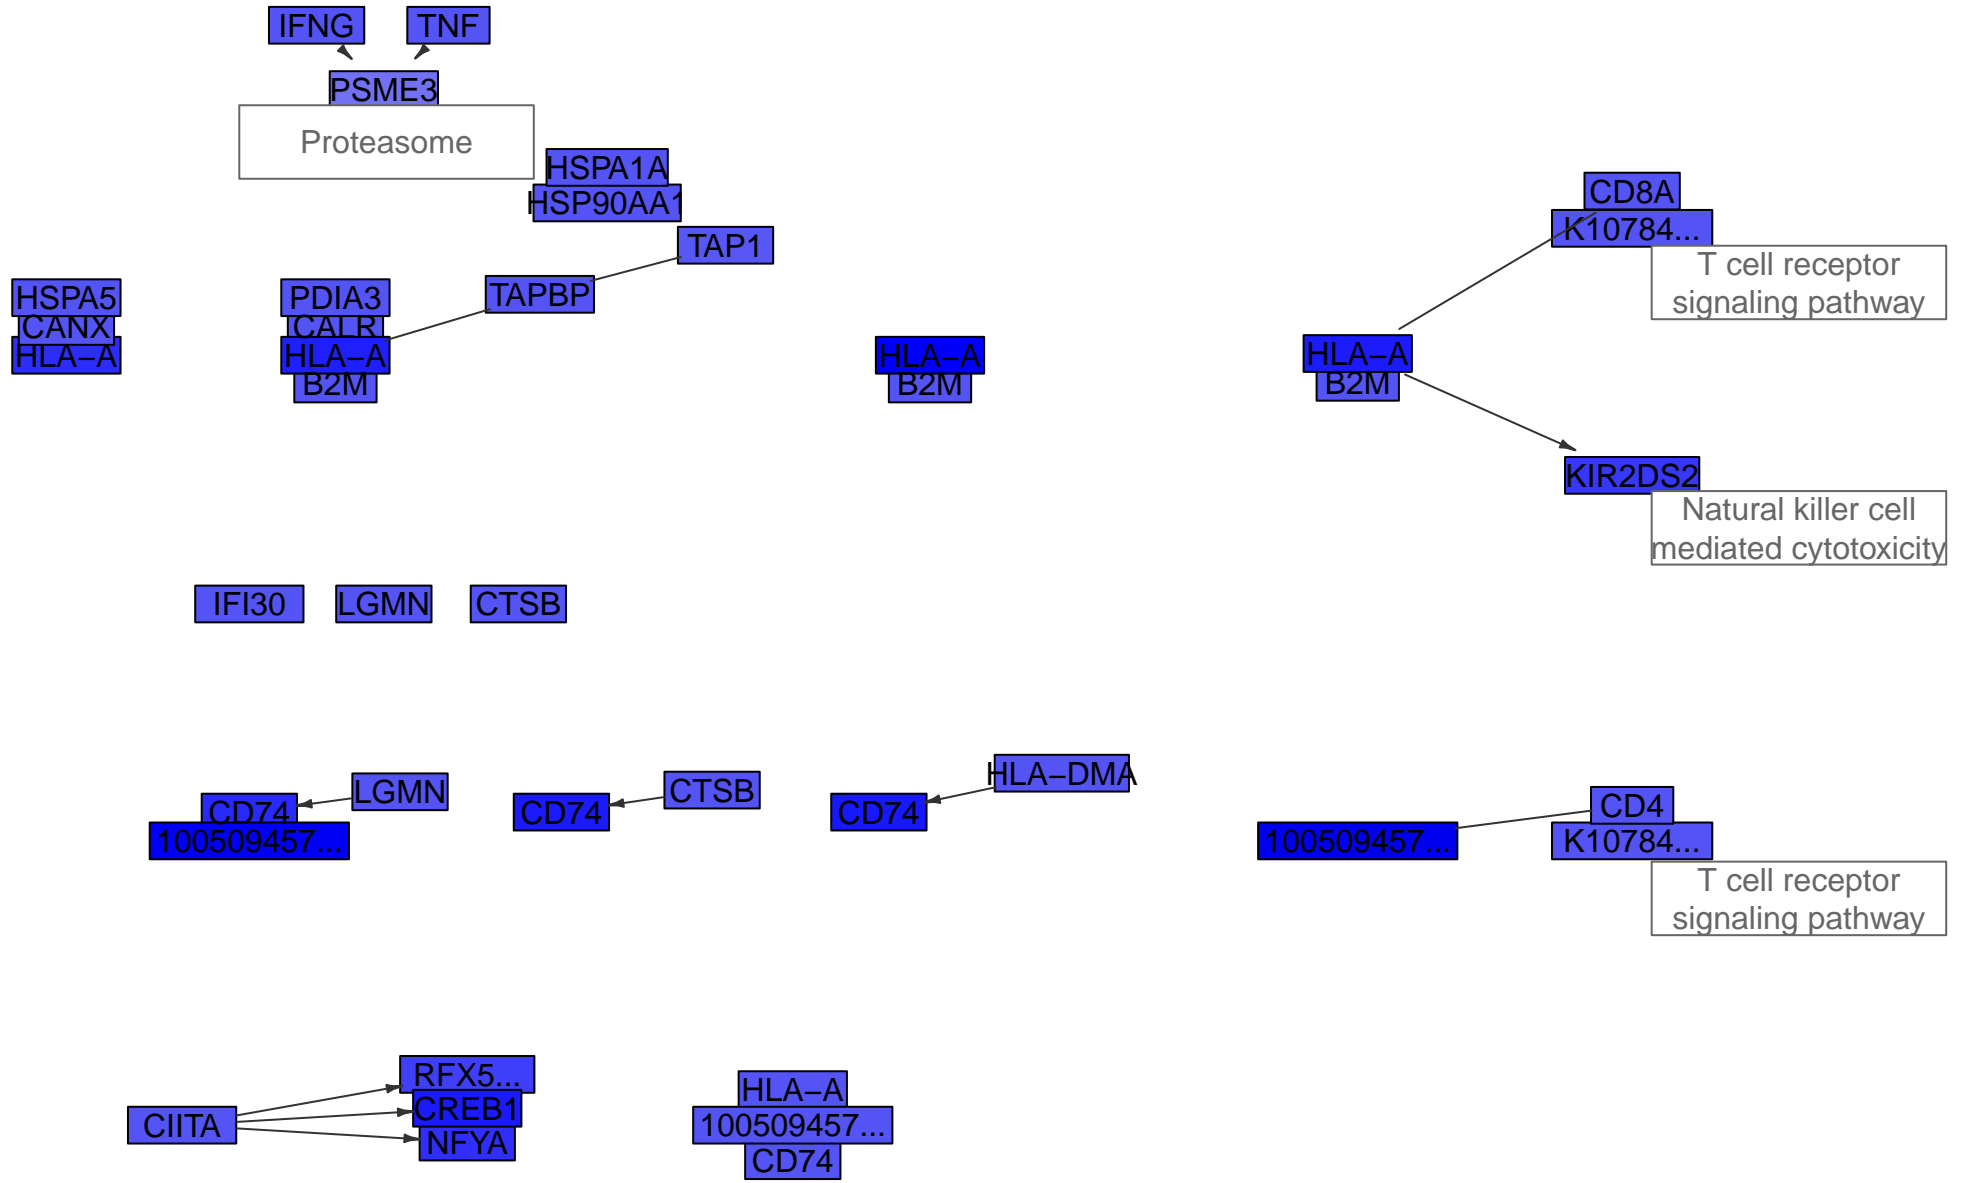 IFNG
TNF
PSME3
Proteasome
HSPA1A
HSP90AA1
TAP1
TAPBP
CD8A
K10784...
T cell receptor
signaling pathway
HSPA5
CANX
HLA−A
PDIA3
CALR
HLA−A
B2M
HLA−A
B2M
HLA−A
B2M
KIR2DS2
Natural killer cell
mediated cytotoxicity
IFI30
LGMN
CTSB
LGMN
CD74
100509457...
CTSB
CD74
HLA−DMA
CD74
CD4
100509457...
K10784...
T cell receptor
signaling pathway
CIITA
RFX5...
CREB1
NFYA
HLA−A
100509457...
CD74